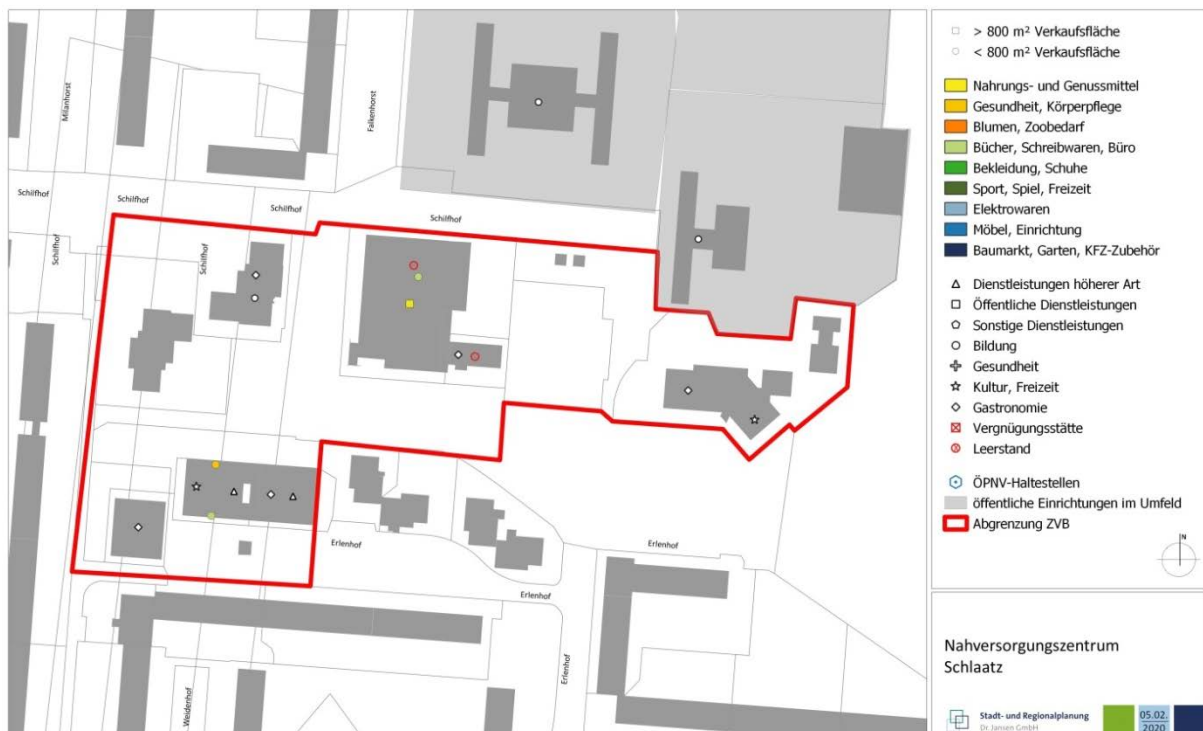 Milanhorst
Falkenhorst
Schilfhof
Schilfhof
Schilfhof
Schilfhof
Schilfhof
Schilfhof
Erlenhof
Erlenhof
Erlenhof
Erlenhof
Weidenhof
> 800 m² Verkaufsfläche
< 800 m² Verkaufsfläche
Nahrungs- und Genussmittel
Gesundheit, Körperpflege
Blumen, Zoobedarf
Bücher, Schreibwaren, Büro
Bekleidung, Schuhe
Sport, Spiel, Freizeit
Elektrowaren
Möbel, Einrichtung
Baumarkt, Garten, KFZ-Zubehör
Dienstleistungen höherer Art
Öffentliche Dienstleistungen
Sonstige Dienstleistungen
Bildung
Gesundheit
Kultur, Freizeit
Gastronomie
Vergnügungsstätte
Leerstand
ÖPNV-Haltestellen
öffentliche Einrichtungen im Umfeld
Abgrenzung ZVB
N
Nahversorgungszentrum
Schlaatz
Stadt- und Regionalplanung
Dr. Jansen GmbH
05.02.
2020